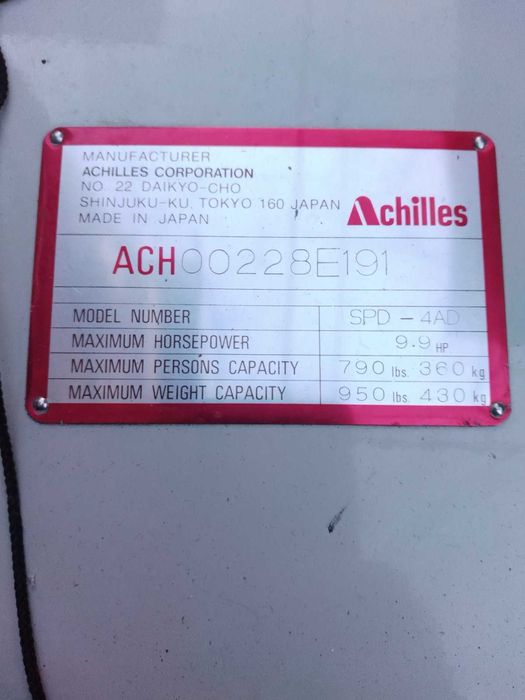 MANUFACTURER
ACHILLES CORPORATION
NO. 22 DAIKYO-CHO
SHINJUKU-KU, TOKYO 160 JAPAN
MADE IN JAPAN
Achilles
ACH00228E191
MODEL NUMBER SPD-4AD
MAXIMUM HORSEPOWER 9.9 HP
MAXIMUM PERSONS CAPACITY 790 lbs. 360 kg
MAXIMUM WEIGHT CAPACITY 950 lbs. 430 kg